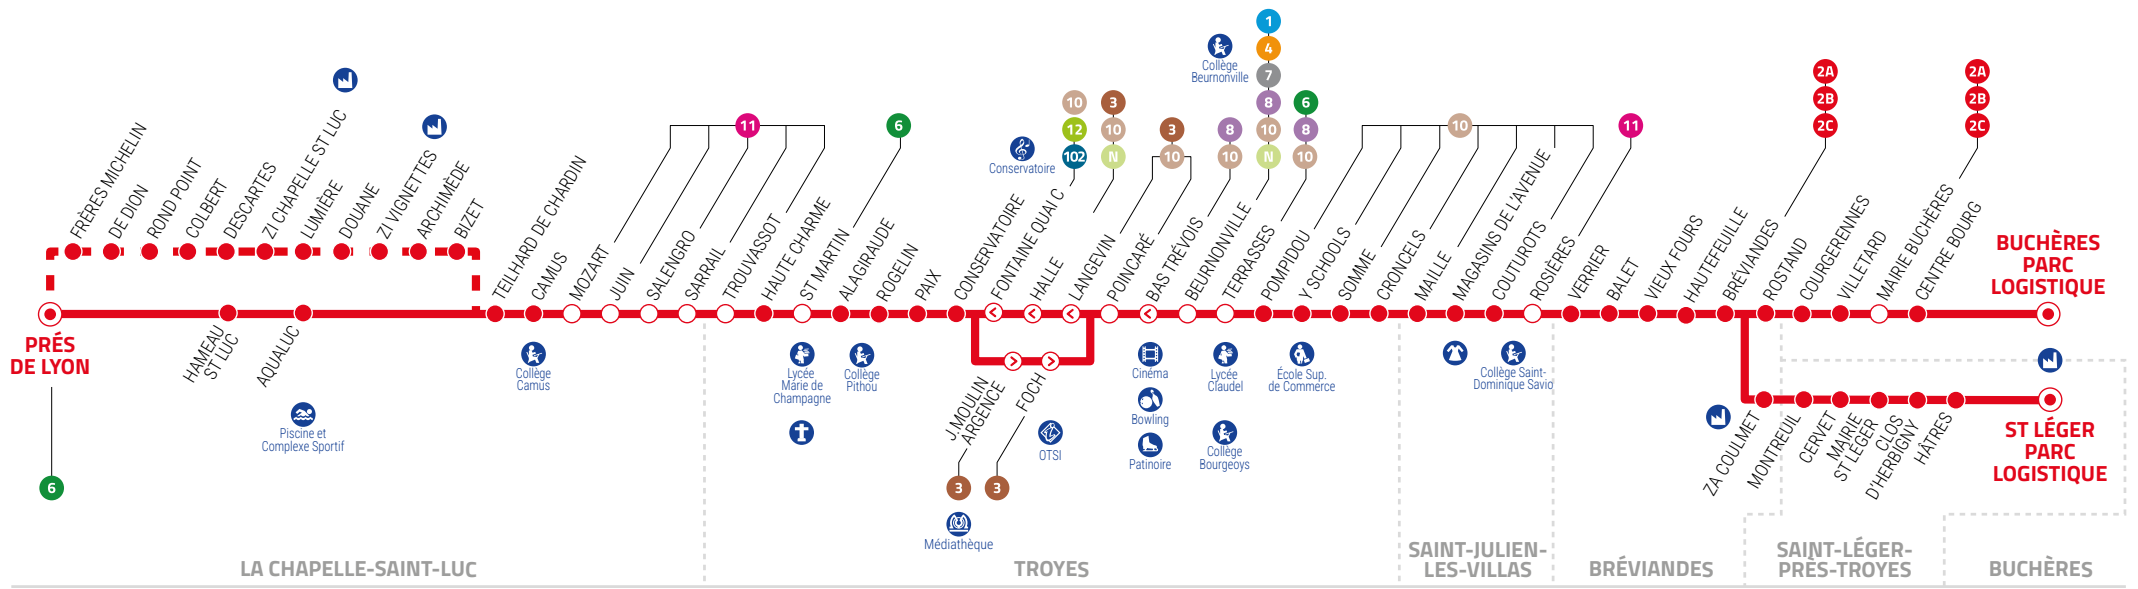 1
4
7
8
10
N
Collège
Beurnonville
10
12
102
3
10
N
3
10
8
10
6
8
10
Conservatoire
11
6
10
11
2A
2B
2C
2A
2B
2C
FRÈRES MICHELIN
DE DION
ROND POINT
COLBERT
DESCARTES
ZI CHAPELLE ST LUC
LUMIÈRE
DOUANE
ZI VIGNETTES
ARCHIMÈDE
BIZET
TEILHARD DE CHARDIN
CAMUS
MOZART
JUIN
SALENGRO
SARRAIL
TROUVASSOT
HAUTE CHARME
ST MARTIN
ALAGIRAUDE
ROGELIN
PAIX
CONSERVATOIRE
FONTAINE QUAI C
HALLE
LANGEVIN
POINCARÉ
BAS TRÉVOIS
BEURNONVILLE
TERRASSES
POMPIDOU
Y SCHOOLS
SOMME
CRONCELS
MAILLE
MAGASINS DE L'AVENUE
COUTUROTS
ROSIÈRES
VERRIER
BALET
VIEUX FOURS
HAUTEFEUILLE
BRÉVIANDES
ROSTAND
COURGERENNES
VILLETARD
MAIRIE BUCHÈRES
CENTRE BOURG
BUCHÈRES
PARC
LOGISTIQUE
PRÉS
DE LYON
HAMEAU
ST LUC
AQUALUC
Piscine et
Complexe Sportif
6
Collège
Camus
Lycée
Marie de
Champagne
Collège
Pithou
J.MOULIN
ARGENCE
FOCH
3
3
Médiathèque
OTSI
Cinéma
Bowling
Patinoire
Lycée
Claudel
Collège
Bourgeoys
École Sup.
de Commerce
Collège Saint-
Dominique Savio
ZA COULMET
MONTREUIL
CERVET
MAIRIE
ST LÉGER
CLOS
D'HERBIGNY
HÂTRES
ST LÉGER
PARC
LOGISTIQUE
LA CHAPELLE-SAINT-LUC
TROYES
SAINT-JULIEN-
LES-VILLAS
BRÉVIANDES
SAINT-LÉGER-
PRÈS-TROYES
BUCHÈRES